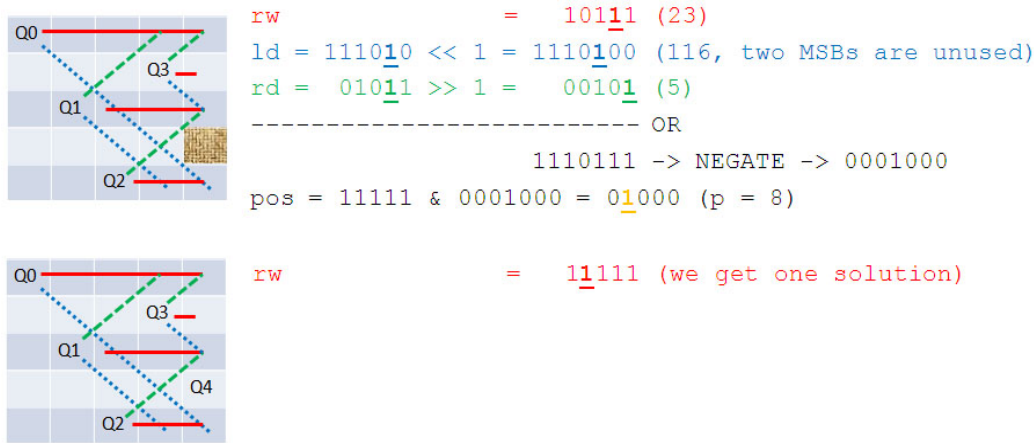 rw = 10111 (23)
Q0
ld = 111010 << 1 = 1110100 (116, two MSBs are unused)
Q3
rd = 01011 >> 1 = 00101 (5)
Q1
-------------------------- OR
1110111 -> NEGATE -> 0001000
Q2
pos = 11111 & 0001000 = 01000 (p = 8)
Q0
rw = 11111 (we get one solution)
Q3
Q1
Q4
Q2